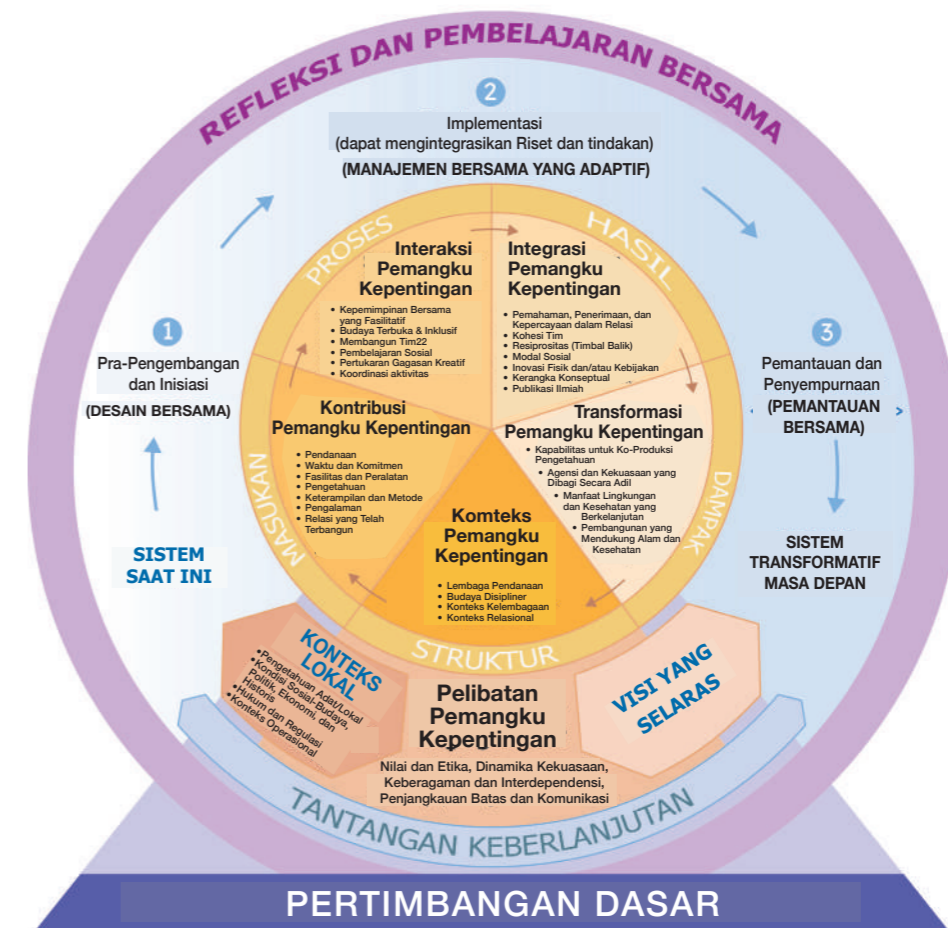 REFLEKSI DAN PEMBELAJARAN BERSAMA
2
Implementasi
(dapat mengintegrasikan Riset dan tindakan)
(MANAJEMEN BERSAMA YANG ADAPTIF)
1
Pra-Pengembangan
dan Inisiasi
(DESAIN BERSAMA)
SISTEM
SAAT INI
3
Pemantauan dan
Penyempurnaan
(PEMANTAUAN
BERSAMA)
SISTEM
TRANSFORMATIF
MASA DEPAN
PROSES
Interaksi
Pemangku
Kepentingan
• Kepemimpinan Bersama
yang Fasilitatif
• Budaya Terbuka & Inklusif
• Membangun Tim22
• Pembelajaran Sosial
• Pertukaran Gagasan Kreatif
• Koordinasi aktivitas
HASIL
Integrasi
Pemangku
Kepentingan
• Pemahaman, Penerimaan, dan
Kepercayaan dalam Relasi
• Kohesi Tim
• Resiprositas (Timbal Balik)
• Modal Sosial
• Inovasi Fisik dan/atau Kebijakan
• Kerangka Konseptual
• Publikasi Ilmiah
MASUKAN
Kontribusi
Pemangku Kepentingan
• Pendanaan
• Waktu dan Komitmen
• Fasilitas dan Peralatan
• Pengetahuan
• Keterampilan dan Metode
• Pengalaman
• Relasi yang Telah
Terbangun
DAMPAK
Transformasi
Pemangku Kepentingan
• Kapabilitas untuk Ko-Produksi
Pengetahuan
• Agensi dan Kekuasaan yang
Dibagi Secara Adil
• Manfaat Lingkungan
dan Kesehatan yang
Berkelanjutan
• Pembangunan yang
Mendukung Alam dan
Kesehatan
STRUKTUR
Komteks
Pemangku
Kepentingan
• Lembaga Pendanaan
• Budaya Disipliner
• Konteks Kelembagaan
• Konteks Relasional
KONTEKS
LOKAL
•Pengetahuan Adat/Lokal
•Kondisi Sosial-Budaya,
Politik, Ekonomi, dan
Historis
•Hukum dan Regulasi
•Konteks Operasional
Pelibatan
Pemangku
Kepentingan
Nilai dan Etika, Dinamika Kekuasaan,
Keberagaman dan Interdependensi,
Penjangkauan Batas dan Komunikasi
VISI YANG
SELARAS
TANTANGAN KEBERLANJUTAN
PERTIMBANGAN DASAR